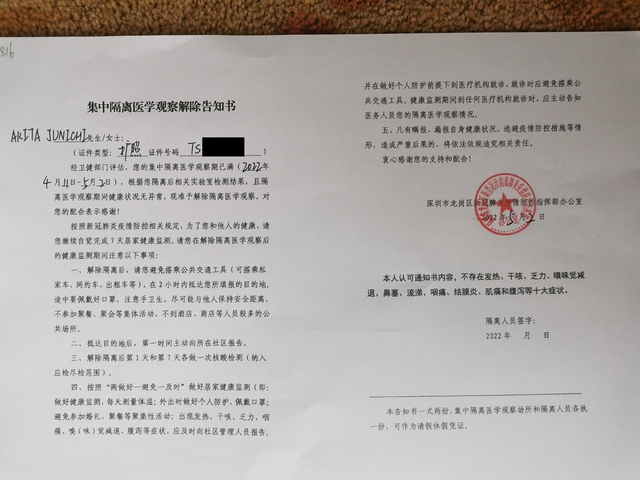 816
集中隔离医学观察解除告知书
AKITA JUNICHI 先生/女士:
(证件类型: 护照 证件号码: TS
经卫健部门评估，您的集中隔离医学观察期已满(2022年
4月11日-5月2日)，根据您隔离后相关实验室检测结果，且隔
离医学观察期间健康状况无异常，现准予解除隔离医学观察、对
您的配合表示感谢!
按照新冠肺炎疫情防控相关规定，为了您和他人的健康，请
您继续自觉完成7天居家健康监测。请您在解除隔离医学观察后
的健康监测期间注意以下事项:
一、解除隔离后，请您避免搭乘公共交通工具(可搭乘私
家车、网约车、出租车等)，在2小时内抵达您所填报的目的地，
途中要佩戴好口罩、注意手卫生，尽可能与他人保持安全距离，
不参加聚餐、聚会等集体活动、不到酒店、商店等人员较多的公
共场所。
二、抵达目的地后，第一时间主动向所在社区报告。
三、解除隔离后第1天和第7天各做一次核酸检测(纳入
应检尽检范围)。
四、按照“两做好一避免一及时”做好居家健康监测(即:
做好健康监测，每天测量体温;外出时做好个人防护，佩戴口罩;
避免参加婚礼、聚餐等聚集性活动;出现发热、干咳、乏力、咽
痛、嗅(味)觉减退、腹泻等症状，应及时向社区管理人员报告，
并在做好个人防护前提下到医疗机构就诊，就诊时应避免搭乘公
共交通工具。健康监测期间到任何医疗机构就诊时，应主动告知
医务人员您的隔离医学观察情况。
五、凡有瞒报、漏报自身健康状况，逃避疫情防控措施等情
形，造成严重后果的，将依法依规追究相关责任。
衷心感谢您的支持和配合!
深圳市龙岗区新冠肺炎疫情防控指挥部办公室
2022年5月2日
本人认可通知书内容，不存在发热、干咳、乏力、嗅味觉减
退、鼻塞、流涕、咽痛、结膜炎、肌痛和腹泻等十大症状。
隔离人员签字:
2022年 月 日
本告知书一式两份，集中隔离医学观察场所和隔离人员各执
一份，可作为请假休假凭证。